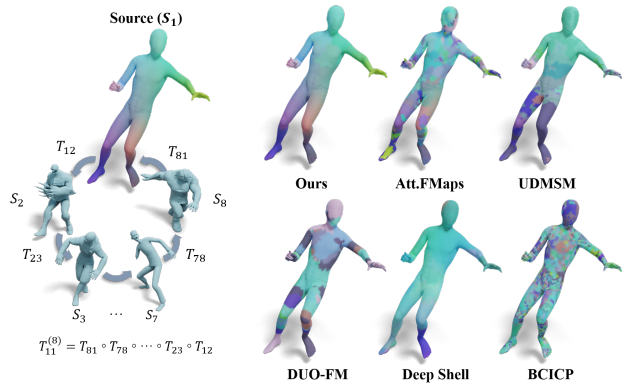 Source (S₁)
T₁₂
T₈₁
S₂
S₈
T₂₃
T₇₈
S₃ ⋯ S₇
T₁₁⁽⁸⁾ = T₈₁ ∘ T₇₈ ∘ ⋯ ∘ T₂₃ ∘ T₁₂
Ours
Att.FMaps
UDMSM
DUO-FM
Deep Shell
BCICP